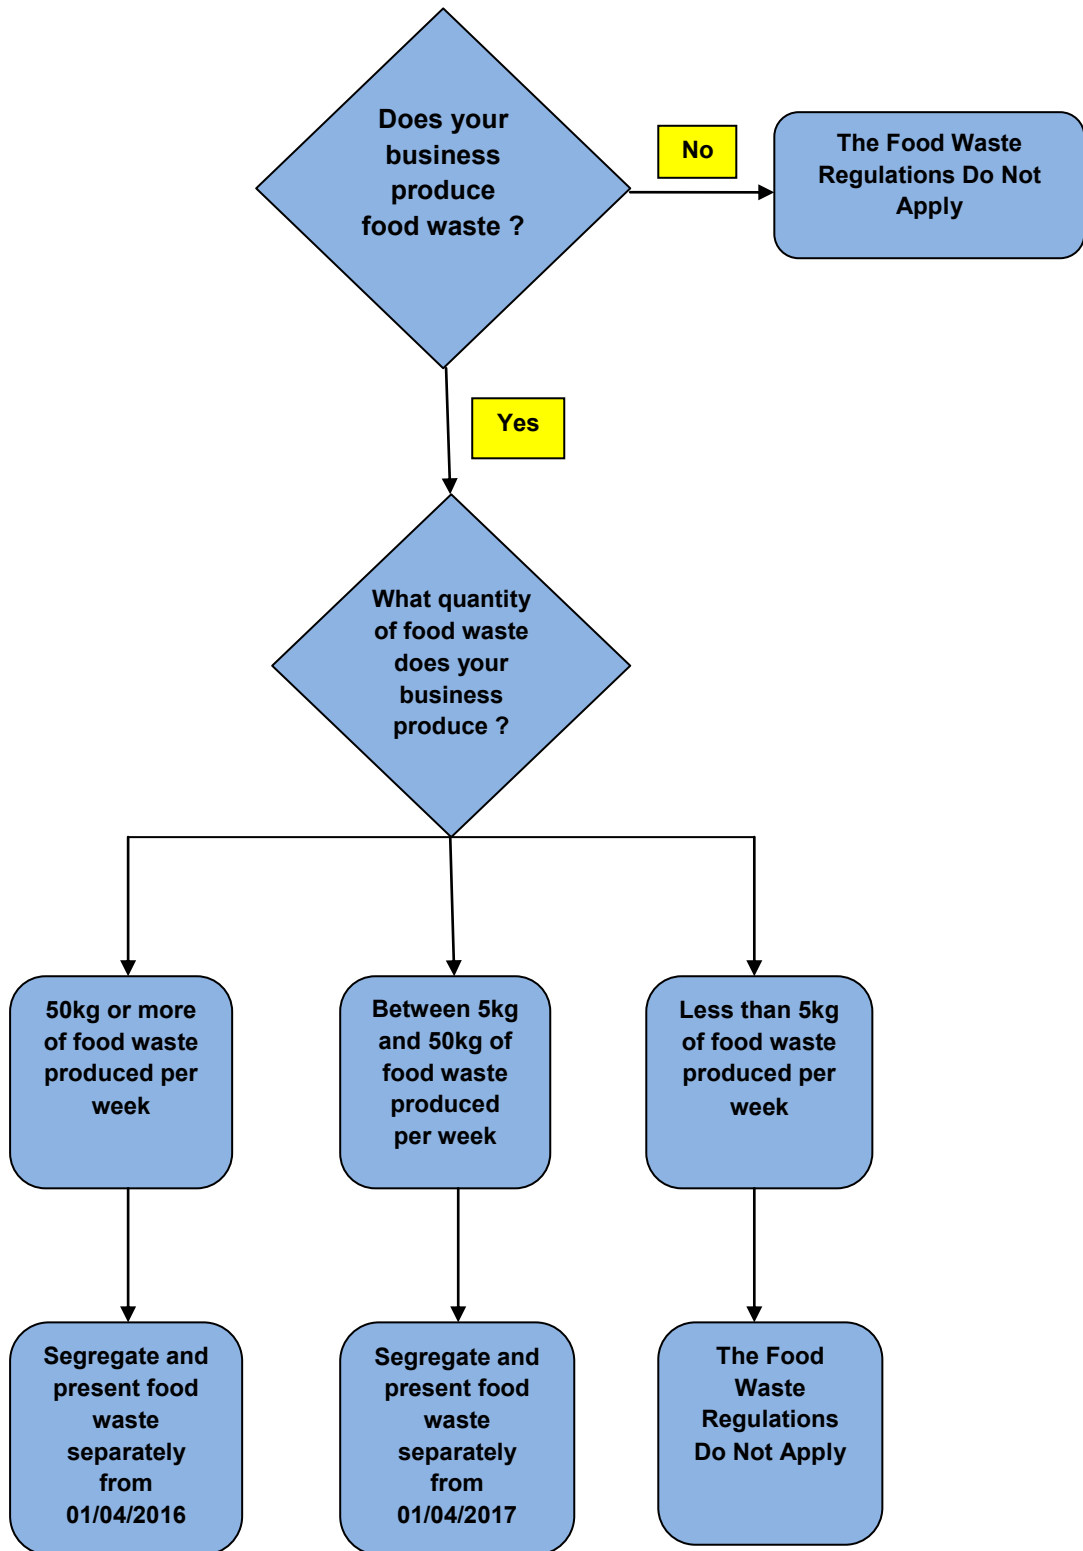 Does your
business
produce
food waste ?
No
The Food Waste
Regulations Do Not
Apply
Yes
What quantity
of food waste
does your
business
produce ?
50kg or more
of food waste
produced per
week
Between 5kg
and 50kg of
food waste
produced
per week
Less than 5kg
of food waste
produced per
week
Segregate and
present food
waste
separately
from
01/04/2016
Segregate and
present food
waste
separately
from
01/04/2017
The Food
Waste
Regulations
Do Not Apply